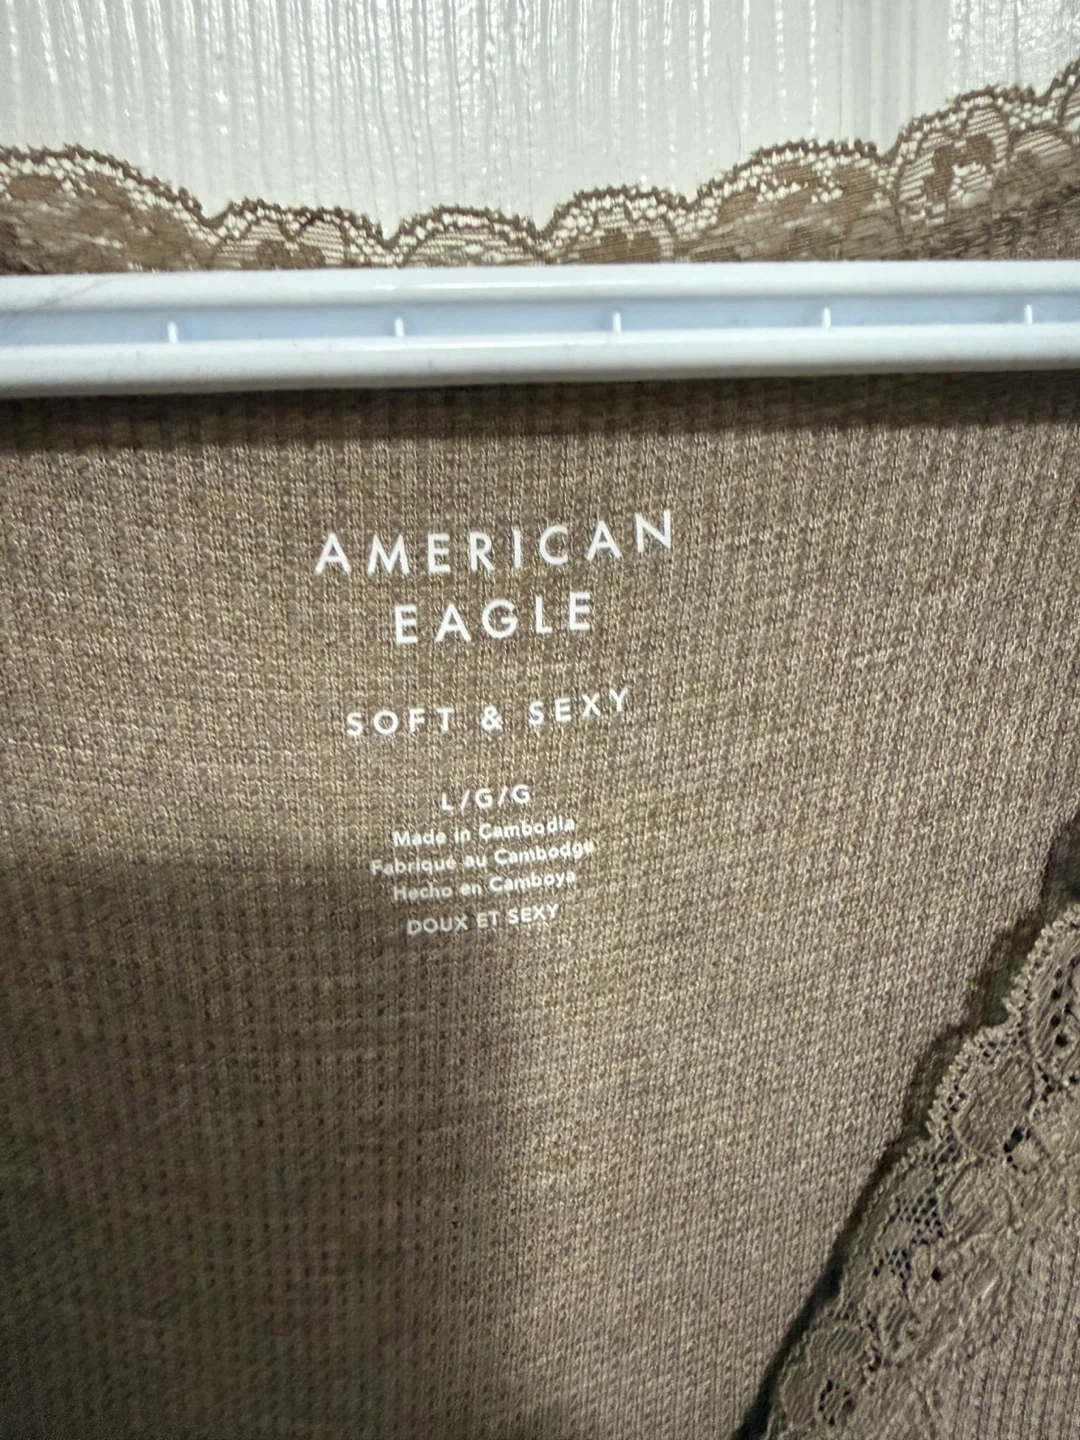 AMERICAN
EAGLE
SOFT & SEXY
L/G/G
Made in Cambodia
Fabriqué au Cambodge
Hecho en Camboya
DOUX ET SEXY